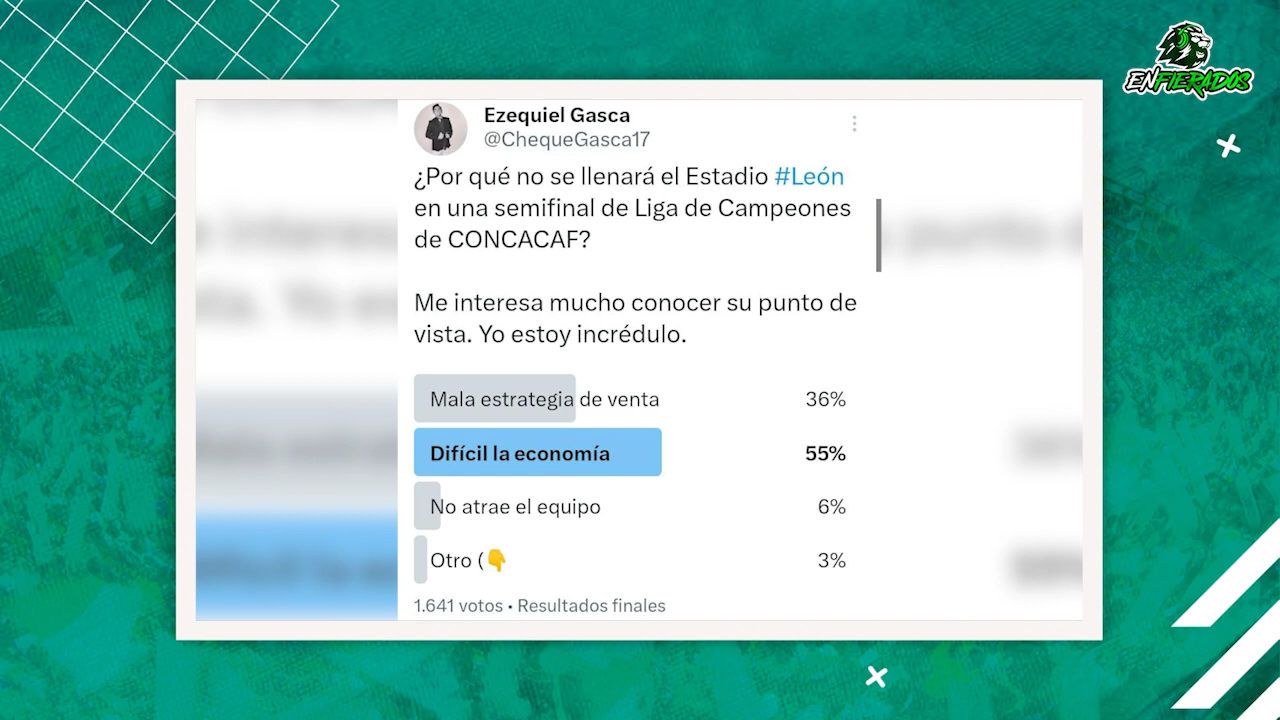 ENFIERADOS
Ezequiel Gasca
@ChequeGasca17
¿Por qué no se llenará el Estadio #León
en una semifinal de Liga de Campeones
de CONCACAF?
Me interesa mucho conocer su punto de
vista. Yo estoy incrédulo.
Mala estrategia de venta 36%
Difícil la economía 55%
No atrae el equipo 6%
Otro (👇 3%
1.641 votos • Resultados finales